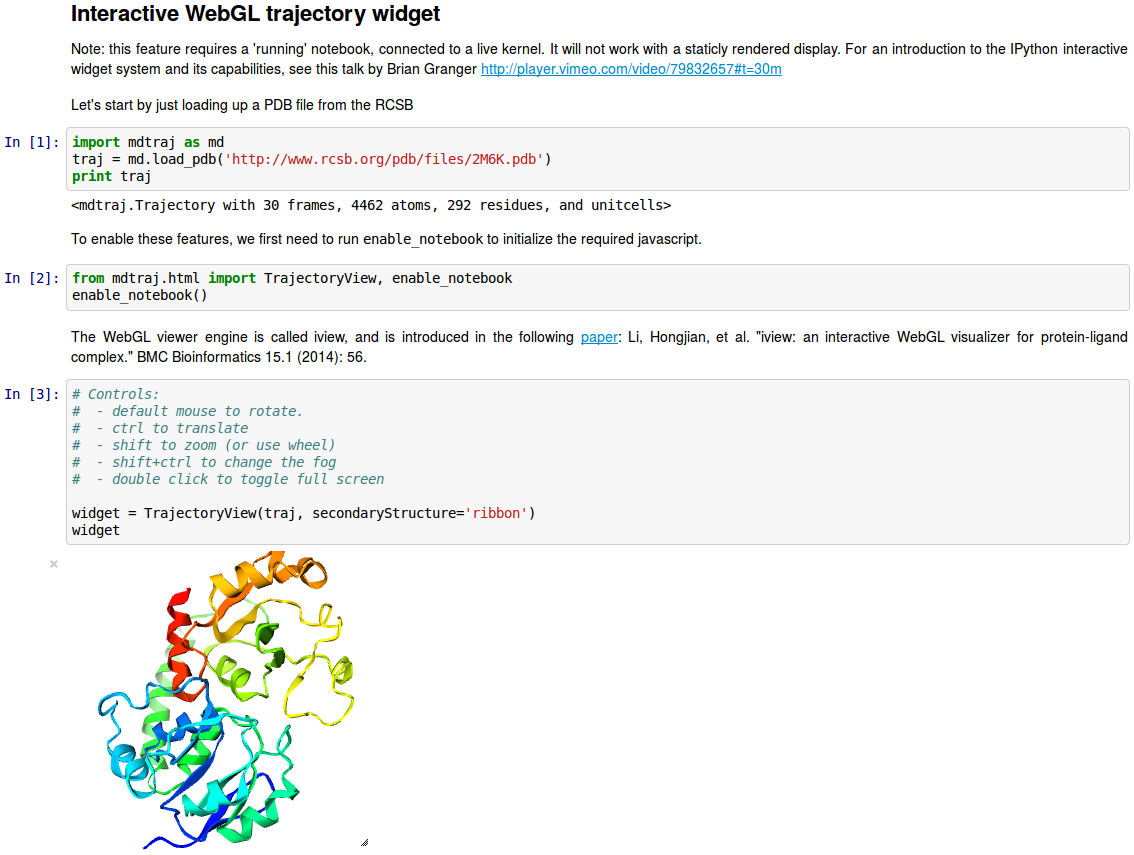 Interactive WebGL trajectory widget
Note: this feature requires a 'running' notebook, connected to a live kernel. It will not work with a staticly rendered display. For an introduction to the IPython interactive
widget system and its capabilities, see this talk by Brian Granger http://player.vimeo.com/video/79832657#t=30m
Let's start by just loading up a PDB file from the RCSB
In [1]: import mdtraj as md
traj = md.load_pdb('http://www.rcsb.org/pdb/files/2M6K.pdb')
print traj
<mdtraj.Trajectory with 30 frames, 4462 atoms, 292 residues, and unitcells>
To enable these features, we first need to run enable_notebook to initialize the required javascript.
In [2]: from mdtraj.html import TrajectoryView, enable_notebook
enable_notebook()
The WebGL viewer engine is called iview, and is introduced in the following paper: Li, Hongjian, et al. "iview: an interactive WebGL visualizer for protein-ligand
complex." BMC Bioinformatics 15.1 (2014): 56.
In [3]: # Controls:
#  - default mouse to rotate.
#  - ctrl to translate
#  - shift to zoom (or use wheel)
#  - shift+ctrl to change the fog
#  - double click to toggle full screen
widget = TrajectoryView(traj, secondaryStructure='ribbon')
widget
×